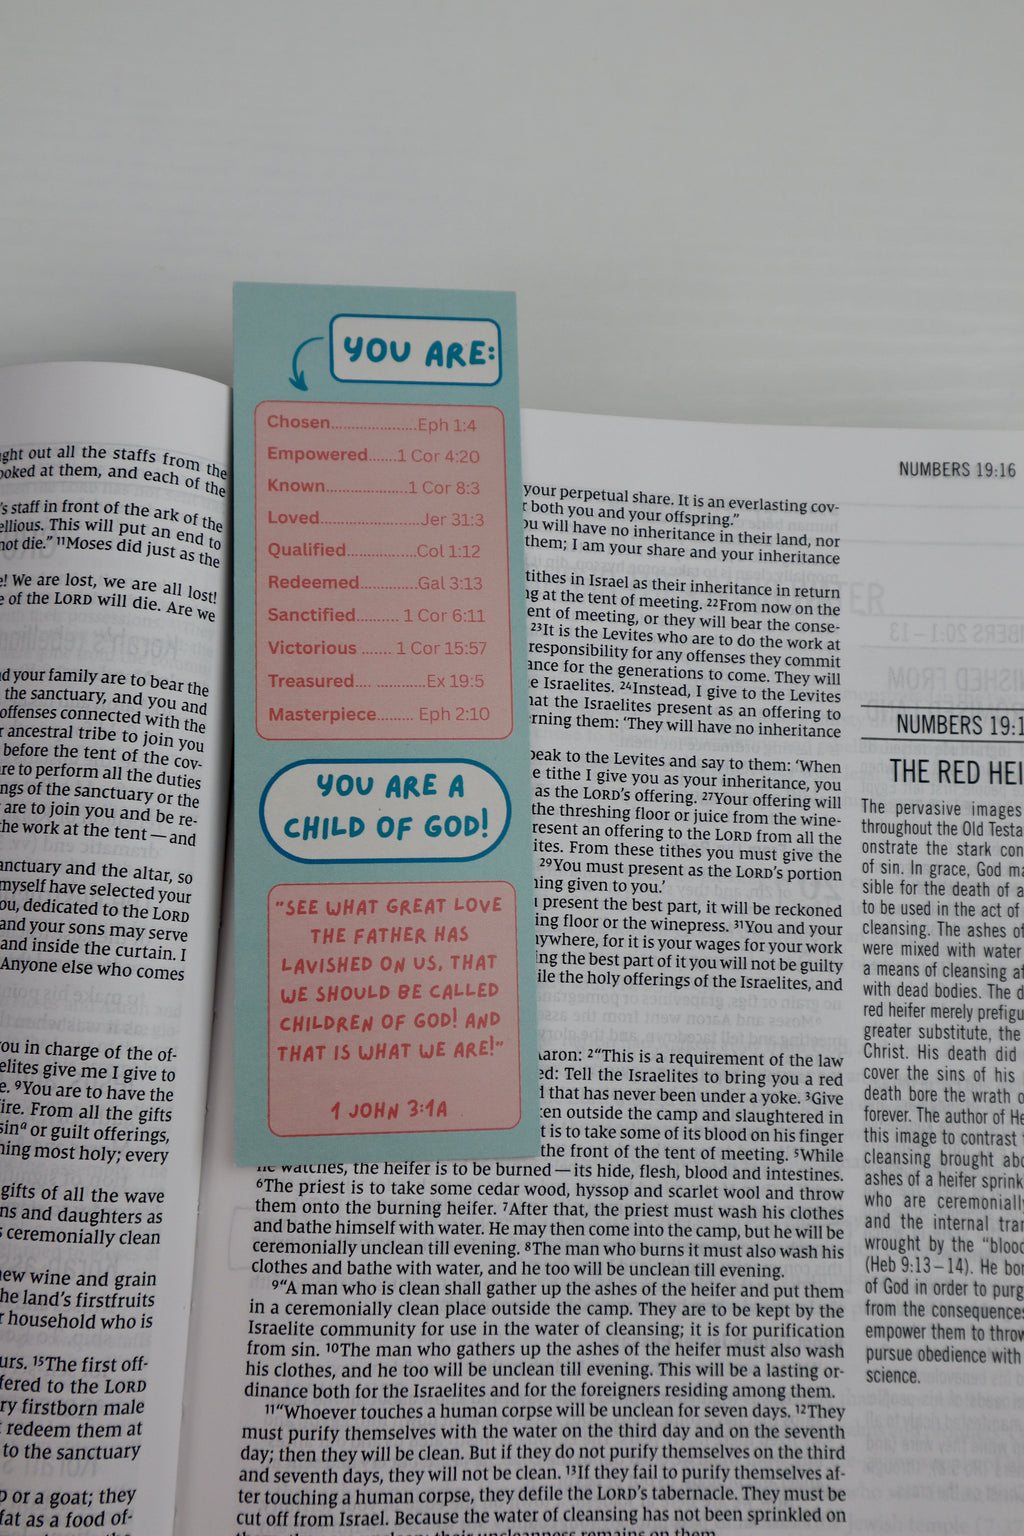 YOU ARE:
Chosen.....................Eph 1:4
Empowered.......1 Cor 4:20
Known...................1 Cor 8:3
Loved.........................Jer 31:3
Qualified.................Col 1:12
Redeemed..............Gal 3:13
Sanctified.......... 1 Cor 6:11
Victorious ....... 1 Cor 15:57
Treasured.... ............Ex 19:5
Masterpiece......... Eph 2:10
YOU ARE A
CHILD OF GOD!
"SEE WHAT GREAT LOVE
THE FATHER HAS
LAVISHED ON US, THAT
WE SHOULD BE CALLED
CHILDREN OF GOD! AND
THAT IS WHAT WE ARE!"
1 JOHN 3:1A
ght out all the staffs from the
ooked at them, and each of the
's staff in front of the ark of the
ellious. This will put an end to
not die." 11Moses did just as the
e! We are lost, we are all lost!
e of the LORD will die. Are we
d your family are to bear the
the sanctuary, and you and
offenses connected with the
r ancestral tribe to join you
before the tent of the cov-
re to perform all the duties
ngs of the sanctuary or the
are to join you and be re-
he work at the tent — and
anctuary and the altar, so
myself have selected your
ou, dedicated to the LORD
and your sons may serve
and inside the curtain. I
Anyone else who comes
ou in charge of the of-
elites give me I give to
e. 9You are to have the
ire. From all the gifts
sin a or guilt offerings,
ning most holy; every
gifts of all the wave
ns and daughters as
s ceremonially clean
ew wine and grain
he land's firstfruits
r household who is
urs. 15The first off-
fered to the LORD
ry firstborn male
redeem them at
to the sanctuary
p or a goat; they
fat as a food of-
your perpetual share. It is an everlasting cov-
r both you and your offspring."
ou will have no inheritance in their land, nor
them; I am your share and your inheritance
tithes in Israel as their inheritance in return
ng at the tent of meeting. 22From now on the
ent of meeting, or they will bear the conse-
23It is the Levites who are to do the work at
responsibility for any offenses they commit
ance for the generations to come. They will
e Israelites. 24Instead, I give to the Levites
hat the Israelites present as an offering to
rning them: 'They will have no inheritance
peak to the Levites and say to them: 'When
e tithe I give you as your inheritance, you
as the LORD's offering. 27Your offering will
the threshing floor or juice from the wine-
resent an offering to the LORD from all the
ites. From these tithes you must give the
29You must present as the LORD's portion
hing given to you.'
present the best part, it will be reckoned
ing floor or the winepress. 31You and your
nywhere, for it is your wages for your work
ing the best part of it you will not be guilty
ile the holy offerings of the Israelites, and
Aaron: 2"This is a requirement of the law
ed: Tell the Israelites to bring you a red
d that has never been under a yoke. 3Give
ken outside the camp and slaughtered in
t is to take some of its blood on his finger
the front of the tent of meeting. 5While
he watches, the heifer is to be burned — its hide, flesh, blood and intestines.
6The priest is to take some cedar wood, hyssop and scarlet wool and throw
them onto the burning heifer. 7After that, the priest must wash his clothes
and bathe himself with water. He may then come into the camp, but he will be
ceremonially unclean till evening. 8The man who burns it must also wash his
clothes and bathe with water, and he too will be unclean till evening.
9"A man who is clean shall gather up the ashes of the heifer and put them
in a ceremonially clean place outside the camp. They are to be kept by the
Israelite community for use in the water of cleansing; it is for purification
from sin. 10The man who gathers up the ashes of the heifer must also wash
his clothes, and he too will be unclean till evening. This will be a lasting or-
dinance both for the Israelites and for the foreigners residing among them.
11"Whoever touches a human corpse will be unclean for seven days. 12They
must purify themselves with the water on the third day and on the seventh
day; then they will be clean. But if they do not purify themselves on the third
and seventh days, they will not be clean. 13If they fail to purify themselves af-
ter touching a human corpse, they defile the LORD's tabernacle. They must be
cut off from Israel. Because the water of cleansing has not been sprinkled on
NUMBERS 19:16
NUMBERS 19:1
THE RED HEI
The pervasive images
throughout the Old Testa
onstrate the stark con
of sin. In grace, God ma
sible for the death of a
to be used in the act of
cleansing. The ashes of
were mixed with water
a means of cleansing af
with dead bodies. The d
red heifer merely prefigu
greater substitute, the
Christ. His death did
cover the sins of his
death bore the wrath o
forever. The author of He
this image to contrast
cleansing brought abo
ashes of a heifer sprink
who are ceremonially
and the internal tran
wrought by the "blood
(Heb 9:13–14). He bor
of God in order to purg
from the consequences
empower them to throw
pursue obedience with
science.